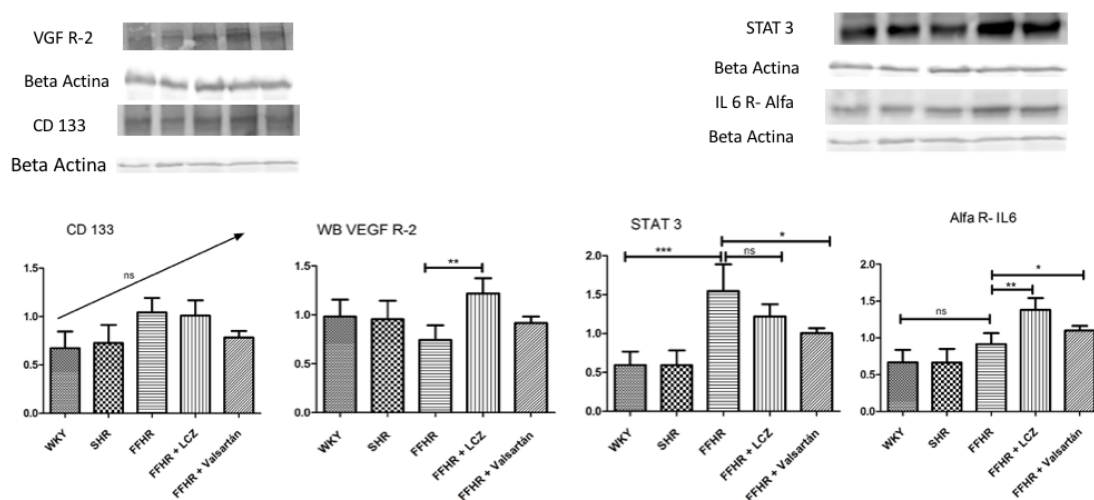 VGF R-2
Beta Actina
CD 133
Beta Actina
STAT 3
Beta Actina
IL 6 R- Alfa
Beta Actina
CD 133
ns
1.5
1.0
0.5
0.0
WKY
SHR
FFHR
FFHR + LCZ
FFHR + Valsartán
WB VEGF R-2
**
1.5
1.0
0.5
0.0
WKY
SHR
FFHR
FFHR + LCZ
FFHR + Valsartán
STAT 3
*
***
ns
2.0
1.5
1.0
0.5
0.0
WKY
SHR
FFHR
FFHR + LCZ
FFHR + Valsartán
Alfa R- IL6
*
**
ns
2.0
1.5
1.0
0.5
0.0
WKY
SHR
FFHR
FFHR + LCZ
FFHR + Valsartán